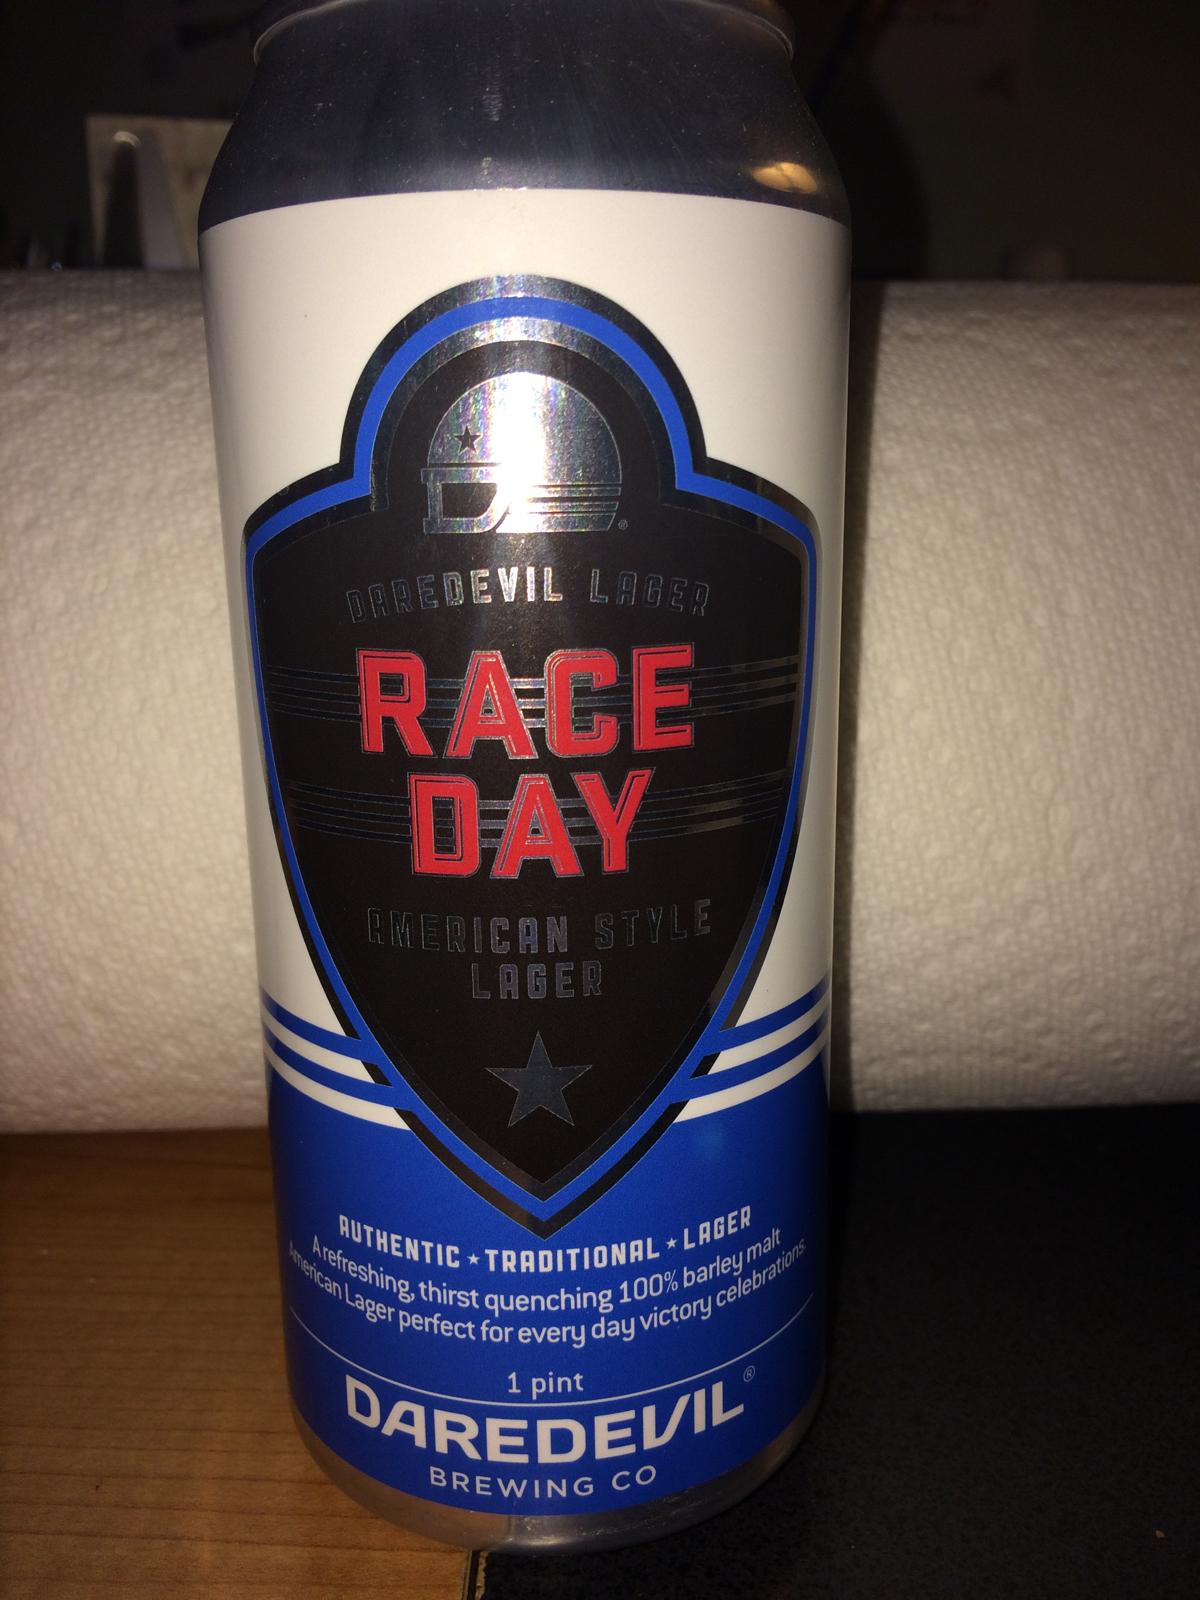 D
®
DAREDEVIL LAGER
RACE
DAY
AMERICAN STYLE
LAGER
AUTHENTIC ★ TRADITIONAL ★ LAGER
A refreshing, thirst quenching 100% barley malt
American Lager perfect for every day victory celebrations.
1 pint
DAREDEVIL®
BREWING CO